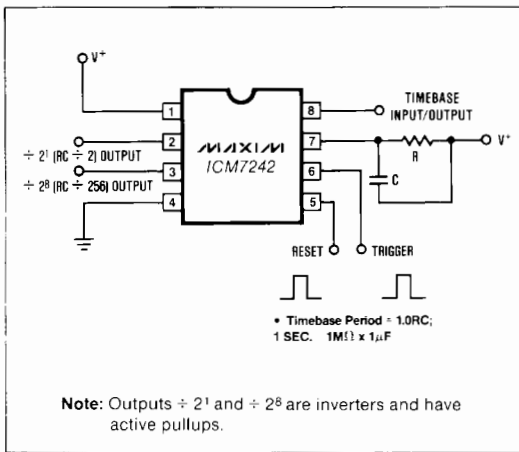 V+
1
2
3
4
8
7
6
5
MAXIM
ICM7242
TIMEBASE
INPUT/OUTPUT
V+
R
C
÷ 2¹ (RC ÷ 2) OUTPUT
÷ 2⁸ (RC ÷ 256) OUTPUT
RESET
TRIGGER
• Timebase Period = 1.0RC;
1 SEC. 1MΩ x 1µF
Note: Outputs ÷ 2¹ and ÷ 2⁸ are inverters and have
active pullups.